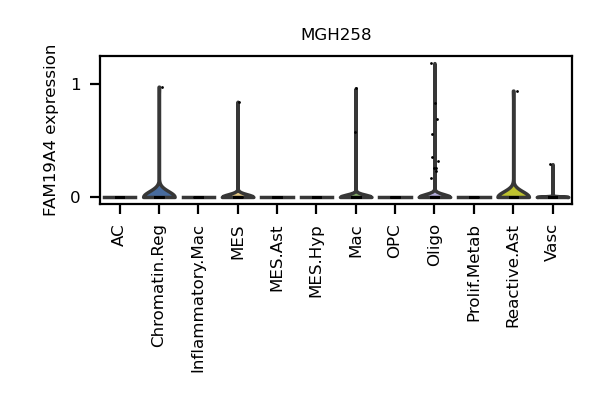 MGH258
FAM19A4 expression
1
0
AC
Chromatin.Reg
Inflammatory.Mac
MES
MES.Ast
MES.Hyp
Mac
OPC
Oligo
Prolif.Metab
Reactive.Ast
Vasc